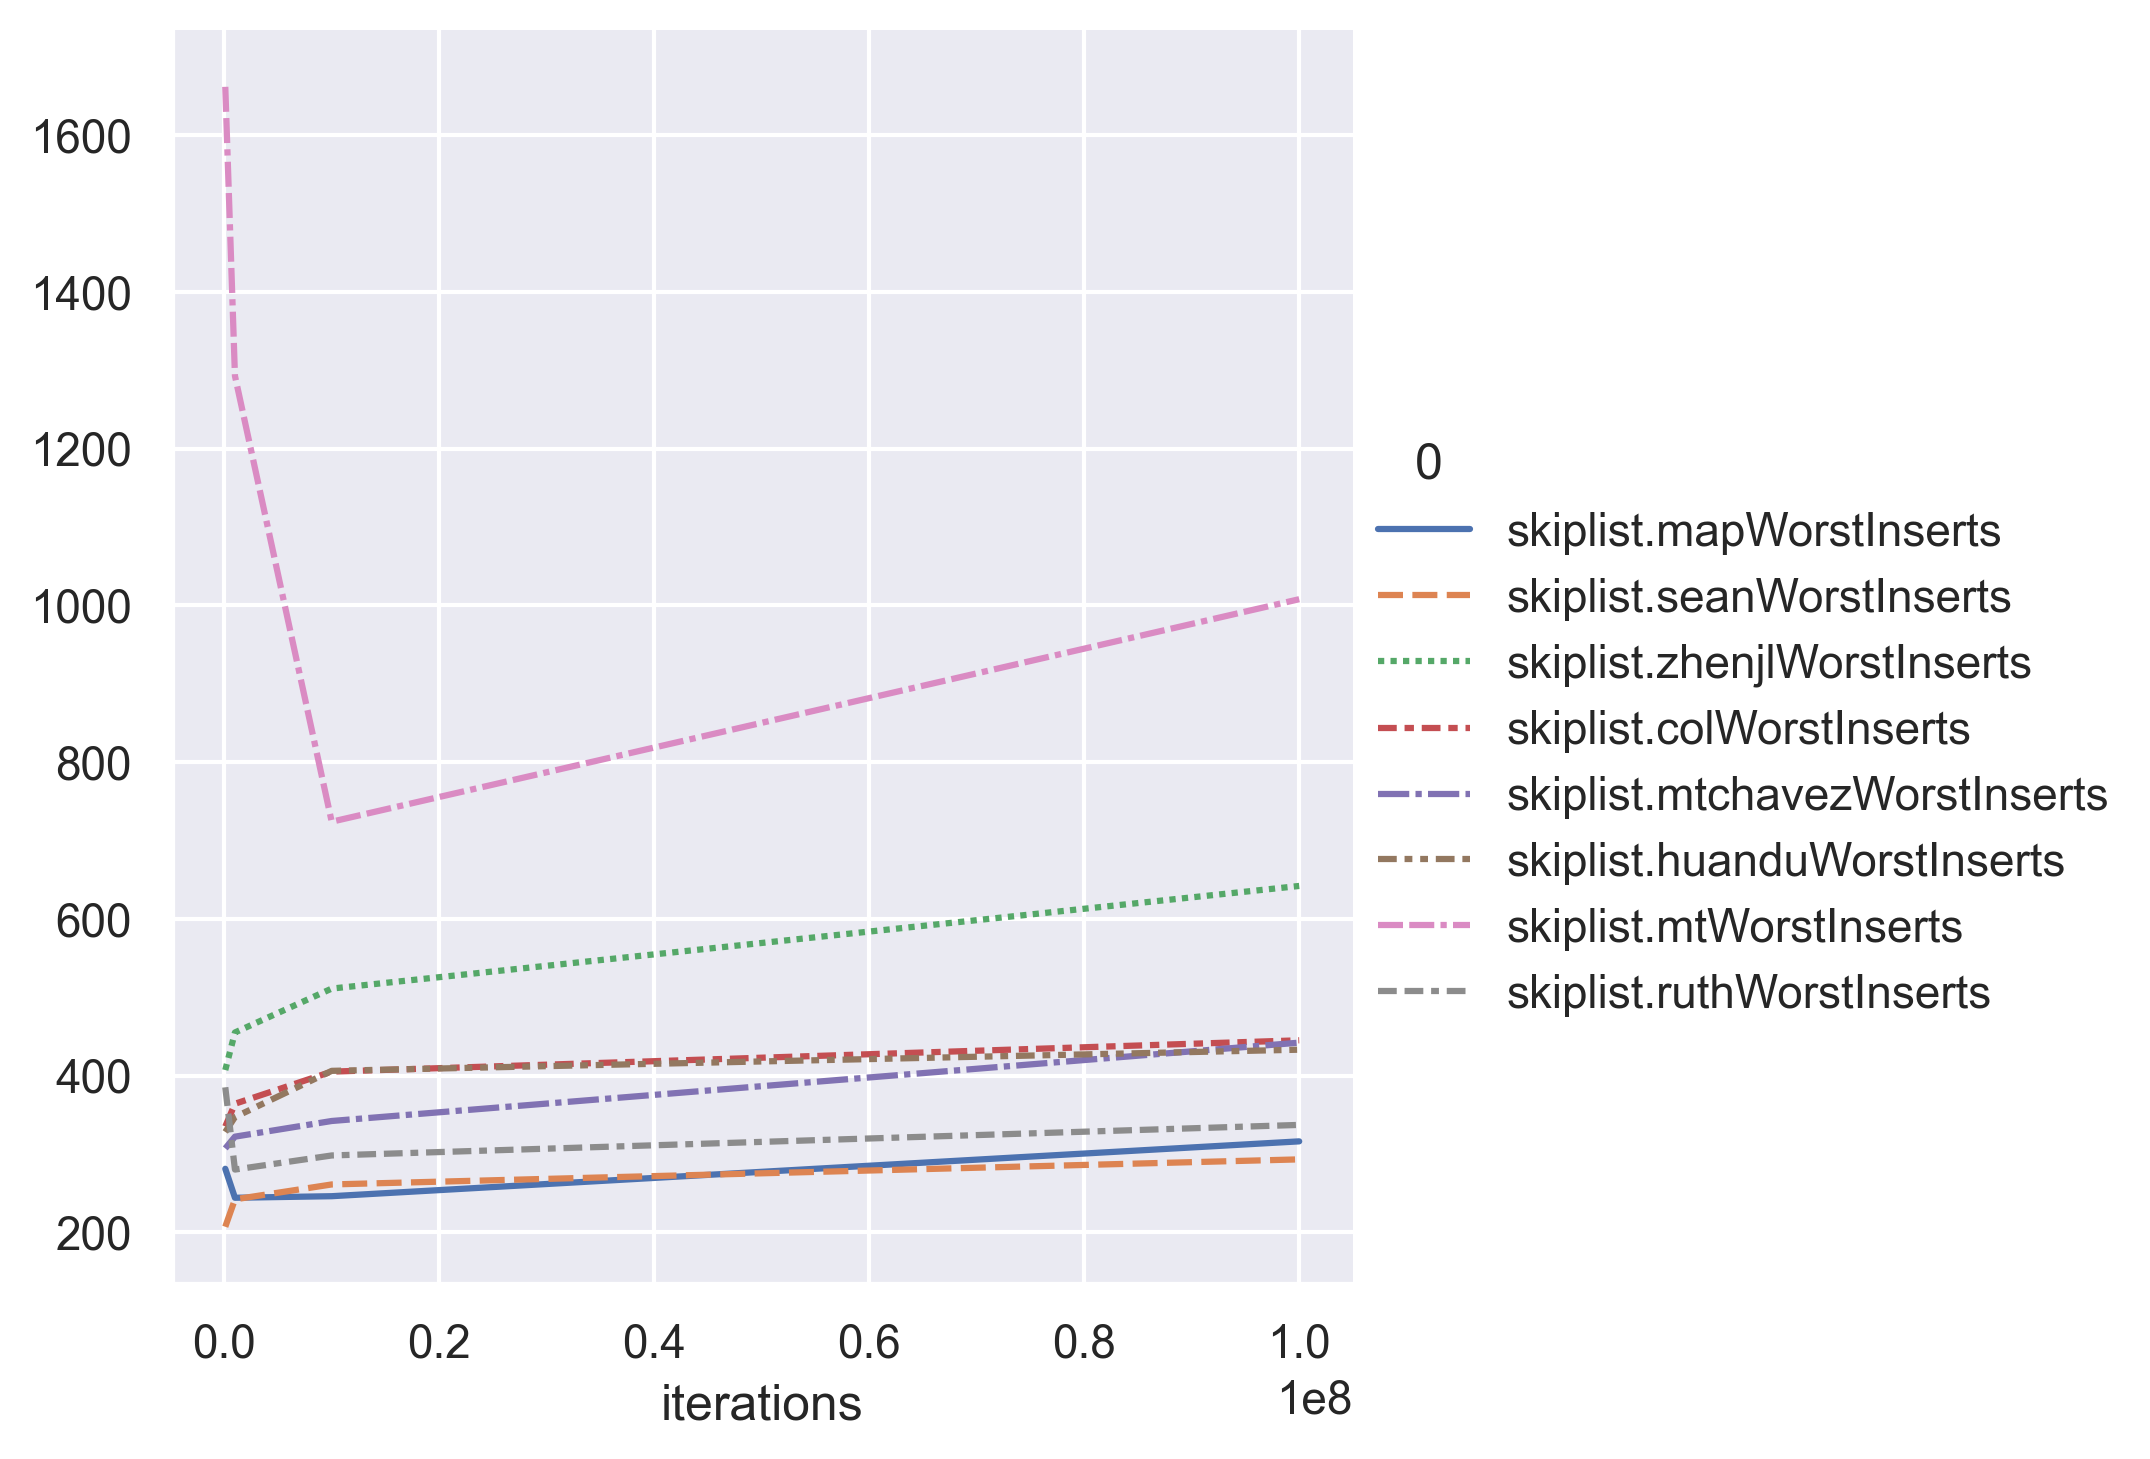 1600
1400
1200
1000
800
600
400
200
0.0 0.2 0.4 0.6 0.8 1.0
1e8
iterations
0
skiplist.mapWorstInserts
skiplist.seanWorstInserts
skiplist.zhenjlWorstInserts
skiplist.colWorstInserts
skiplist.mtchavezWorstInserts
skiplist.huanduWorstInserts
skiplist.mtWorstInserts
skiplist.ruthWorstInserts